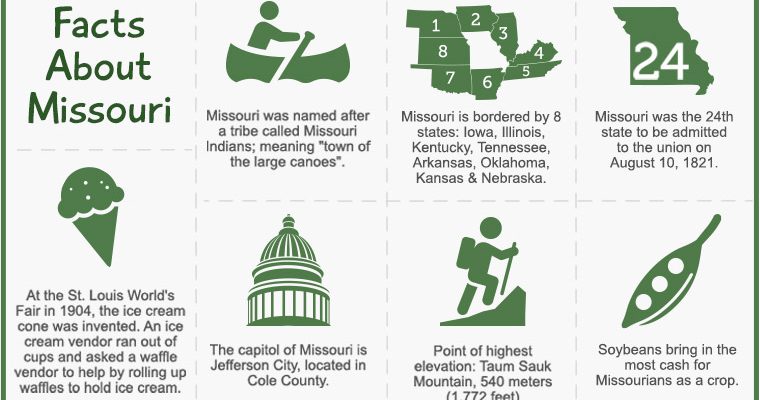 Facts
About
Missouri
Missouri was named after
a tribe called Missouri
Indians; meaning "town of
the large canoes".
1
2
3
4
5
6
7
8
Missouri is bordered by 8
states: Iowa, Illinois,
Kentucky, Tennessee,
Arkansas, Oklahoma,
Kansas & Nebraska.
24
Missouri was the 24th
state to be admitted
to the union on
August 10, 1821.
At the St. Louis World's
Fair in 1904, the ice cream
cone was invented. An ice
cream vendor ran out of
cups and asked a waffle
vendor to help by rolling up
waffles to hold ice cream.
The capitol of Missouri is
Jefferson City, located in
Cole County.
Point of highest
elevation: Taum Sauk
Mountain, 540 meters
(1,772 feet)
Soybeans bring in the
most cash for
Missourians as a crop.